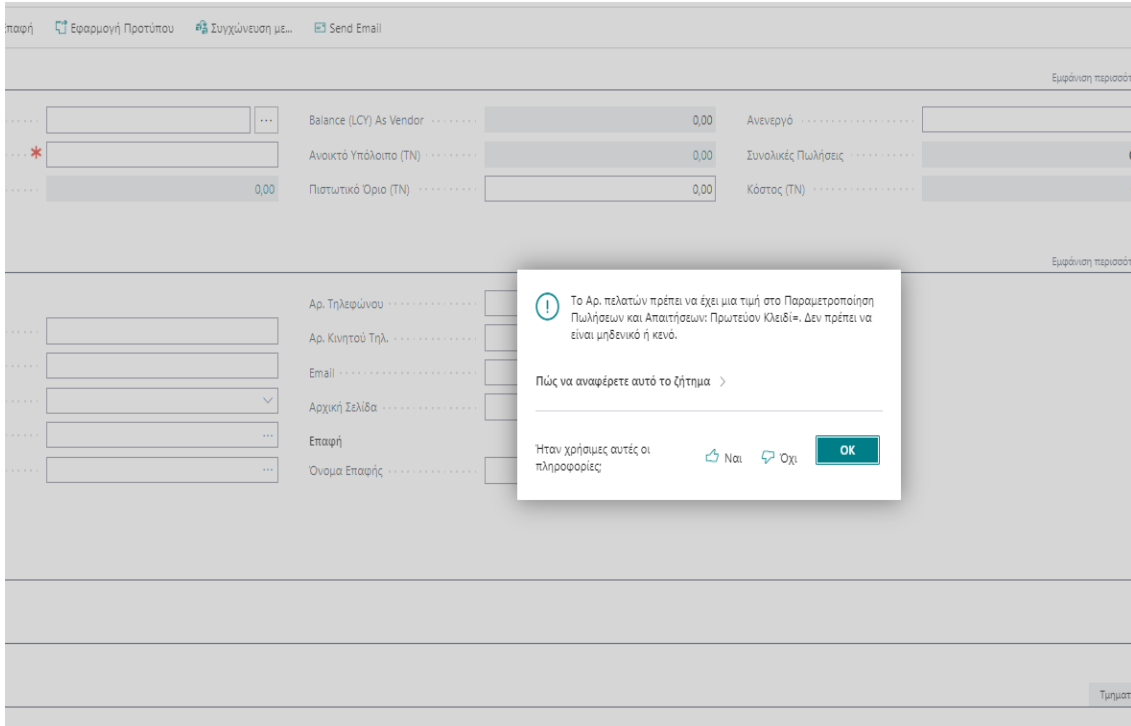 Επαφή Εφαρμογή Προτύπου Συγχώνευση με... Send Email
Εμφάνιση περισσότ
... Balance (LCY) As Vendor 0,00 Ανενεργό
* Ανοικτό Υπόλοιπο (ΤΝ) 0,00 Συνολικές Πωλήσεις
0,00 Πιστωτικό Όριο (ΤΝ) 0,00 Κόστος (ΤΝ)
Εμφάνιση περισσότ
Αρ. Τηλεφώνου
Αρ. Κινητού Τηλ.
Email
Αρχική Σελίδα
... Επαφή
... Όνομα Επαφής
Το Αρ. πελατών πρέπει να έχει μια τιμή στο Παραμετροποίηση
Πωλήσεων και Απαιτήσεων: Πρωτεύον Κλειδί=. Δεν πρέπει να
είναι μηδενικό ή κενό.
Πώς να αναφέρετε αυτό το ζήτημα
Ήταν χρήσιμες αυτές οι
πληροφορίες;
Ναι Όχι OK
Τμηματ